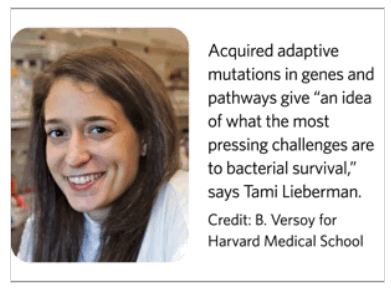 Acquired adaptive
mutations in genes and
pathways give “an idea
of what the most
pressing challenges are
to bacterial survival,”
says Tami Lieberman.
Credit: B. Versoy for
Harvard Medical School